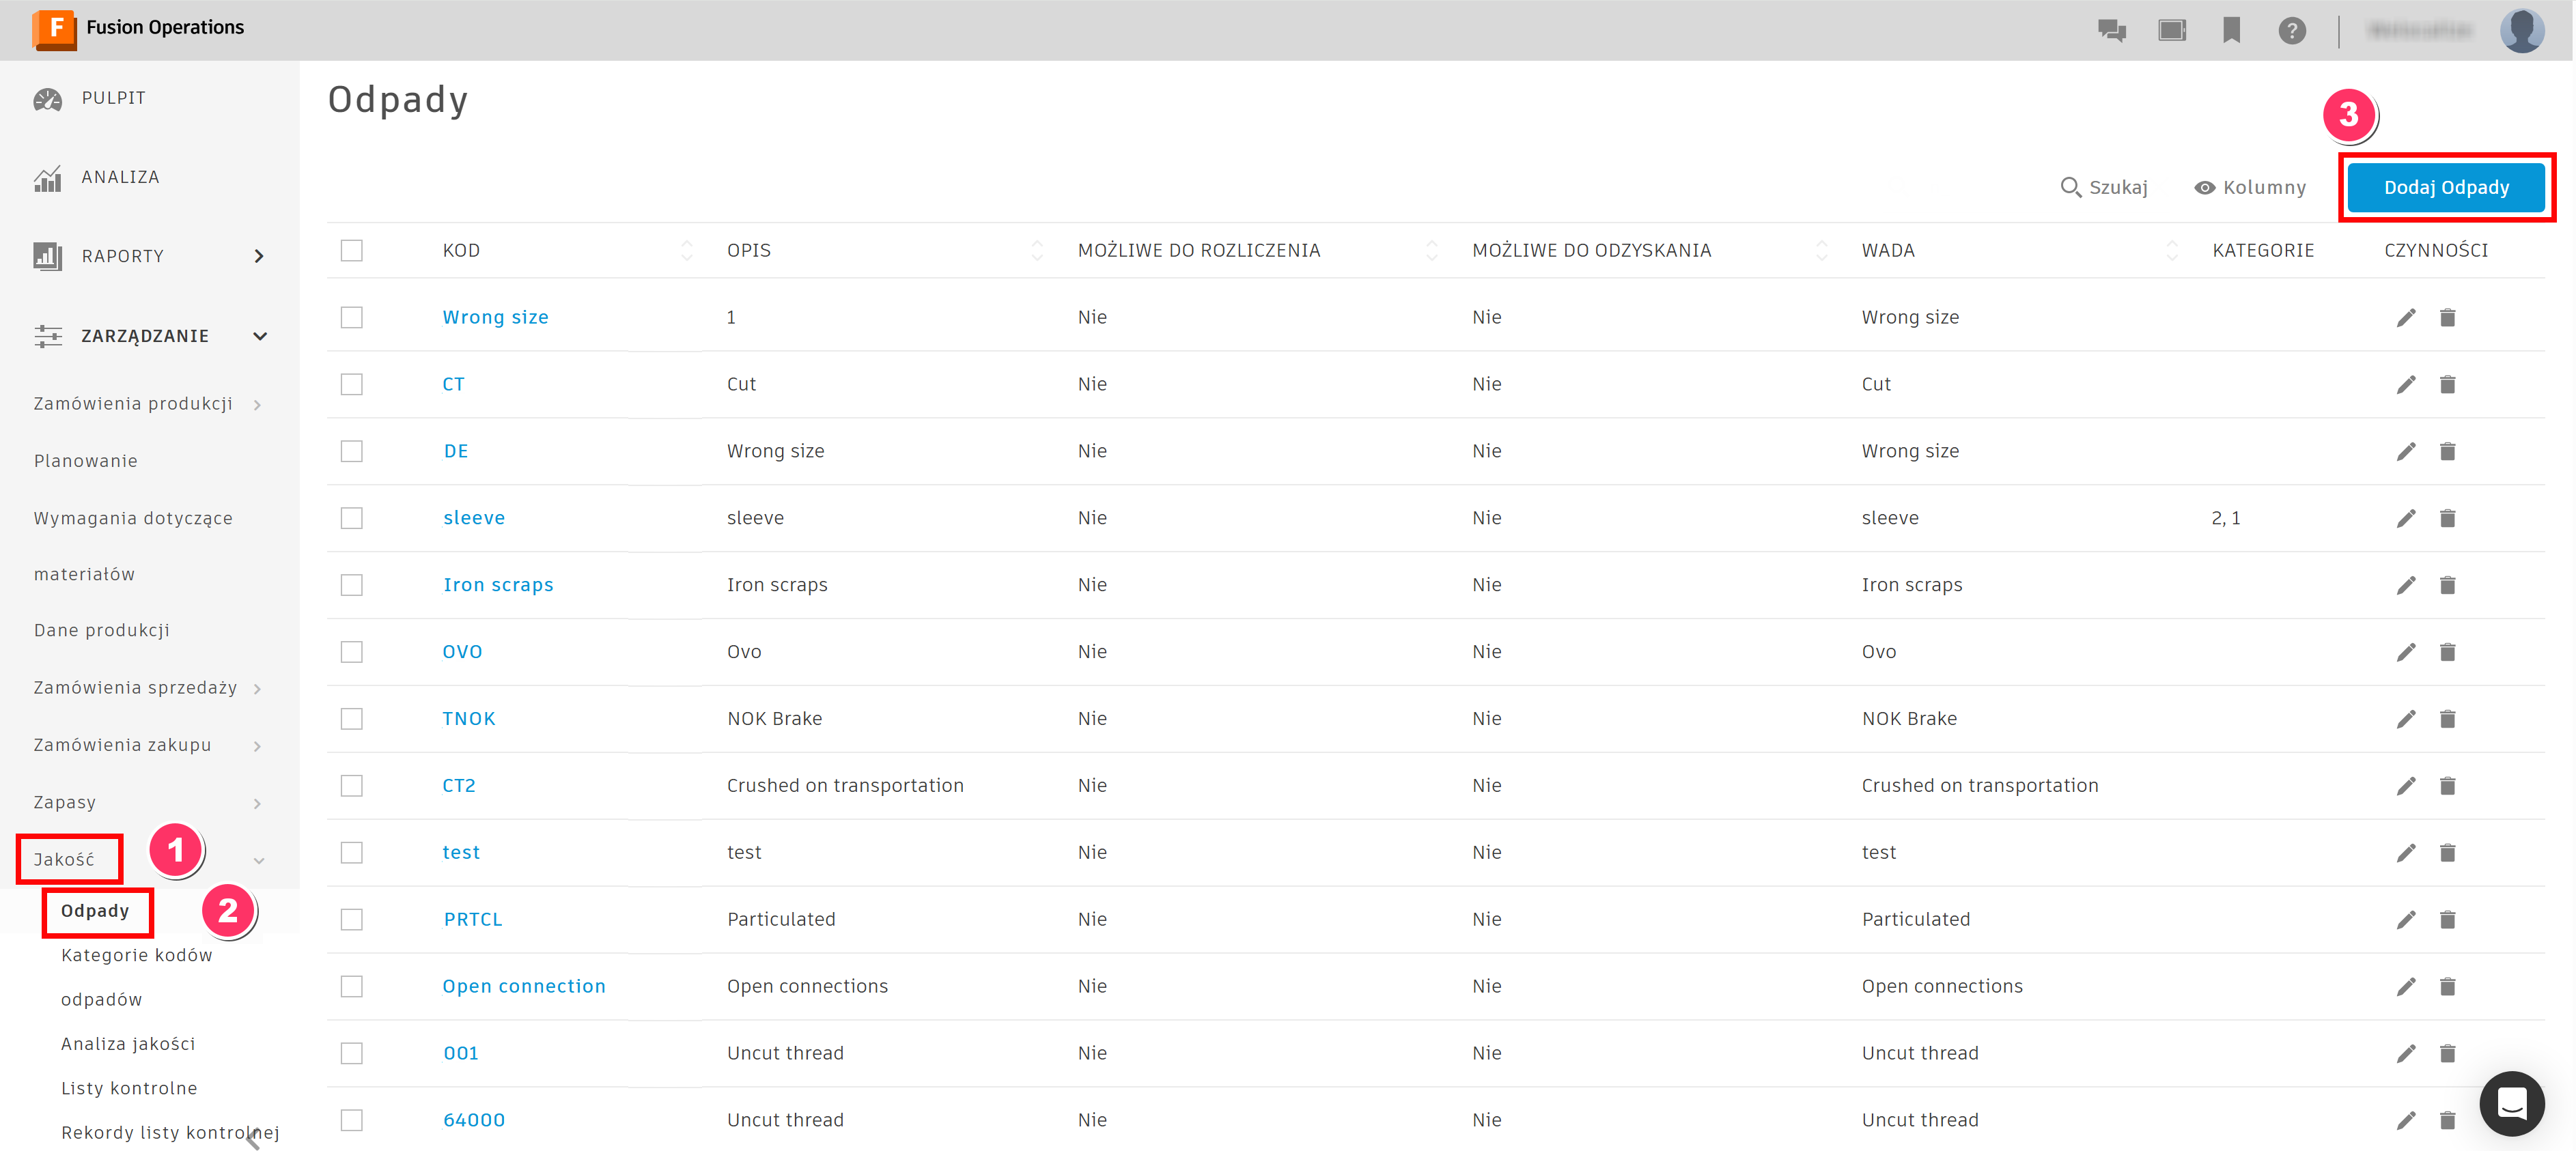 F Fusion Operations
?
PULPIT
ANALIZA
RAPORTY
ZARZĄDZANIE
Zamówienia produkcji
Planowanie
Wymagania dotyczące
materiałów
Dane produkcji
Zamówienia sprzedaży
Zamówienia zakupu
Zapasy
Jakość
1
Odpady
2
Kategorie kodów
odpadów
Analiza jakości
Listy kontrolne
Rekordy listy kontrolnej
Odpady
3
Szukaj Kolumny Dodaj Odpady
KOD OPIS MOŻLIWE DO ROZLICZENIA MOŻLIWE DO ODZYSKANIA WADA KATEGORIE CZYNNOŚCI
Wrong size 1 Nie Nie Wrong size
CT Cut Nie Nie Cut
DE Wrong size Nie Nie Wrong size
sleeve sleeve Nie Nie sleeve 2, 1
Iron scraps Iron scraps Nie Nie Iron scraps
OVO Ovo Nie Nie Ovo
TNOK NOK Brake Nie Nie NOK Brake
CT2 Crushed on transportation Nie Nie Crushed on transportation
test test Nie Nie test
PRTCL Particulated Nie Nie Particulated
Open connection Open connections Nie Nie Open connections
001 Uncut thread Nie Nie Uncut thread
64000 Uncut thread Nie Nie Uncut thread